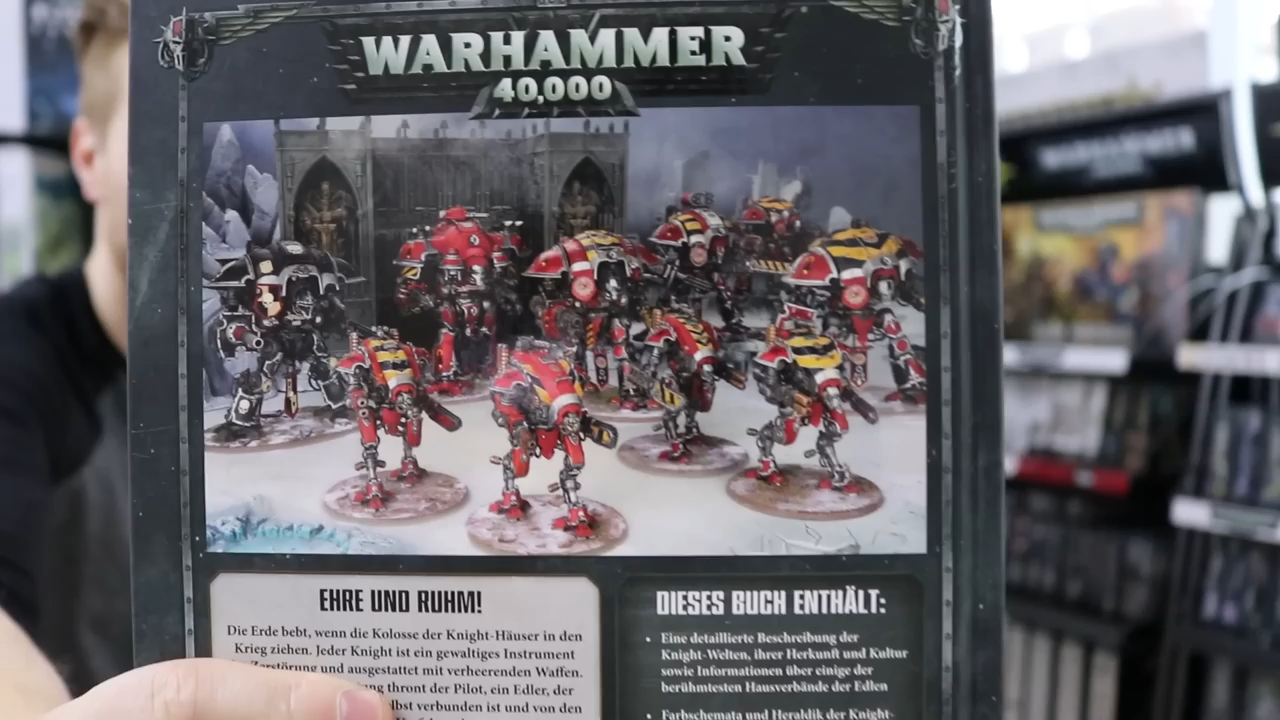 WARHAMMER
40,000
EHRE UND RUHM!
Die Erde bebt, wenn die Kolosse der Knight-Häuser in den
Krieg ziehen. Jeder Knight ist ein gewaltiges Instrument
Zerstörung und ausgestattet mit verheerenden Waffen.
thront der Pilot, ein Edler, der
verbunden ist und von den
DIESES BUCH ENTHÄLT:
• Eine detaillierte Beschreibung der
Knight-Welten, ihrer Herkunft und Kultur
sowie Informationen über einige der
berühmtesten Hausverbände der Edlen
• Farbschemata und Heraldik der Knight-
WARHAMMER